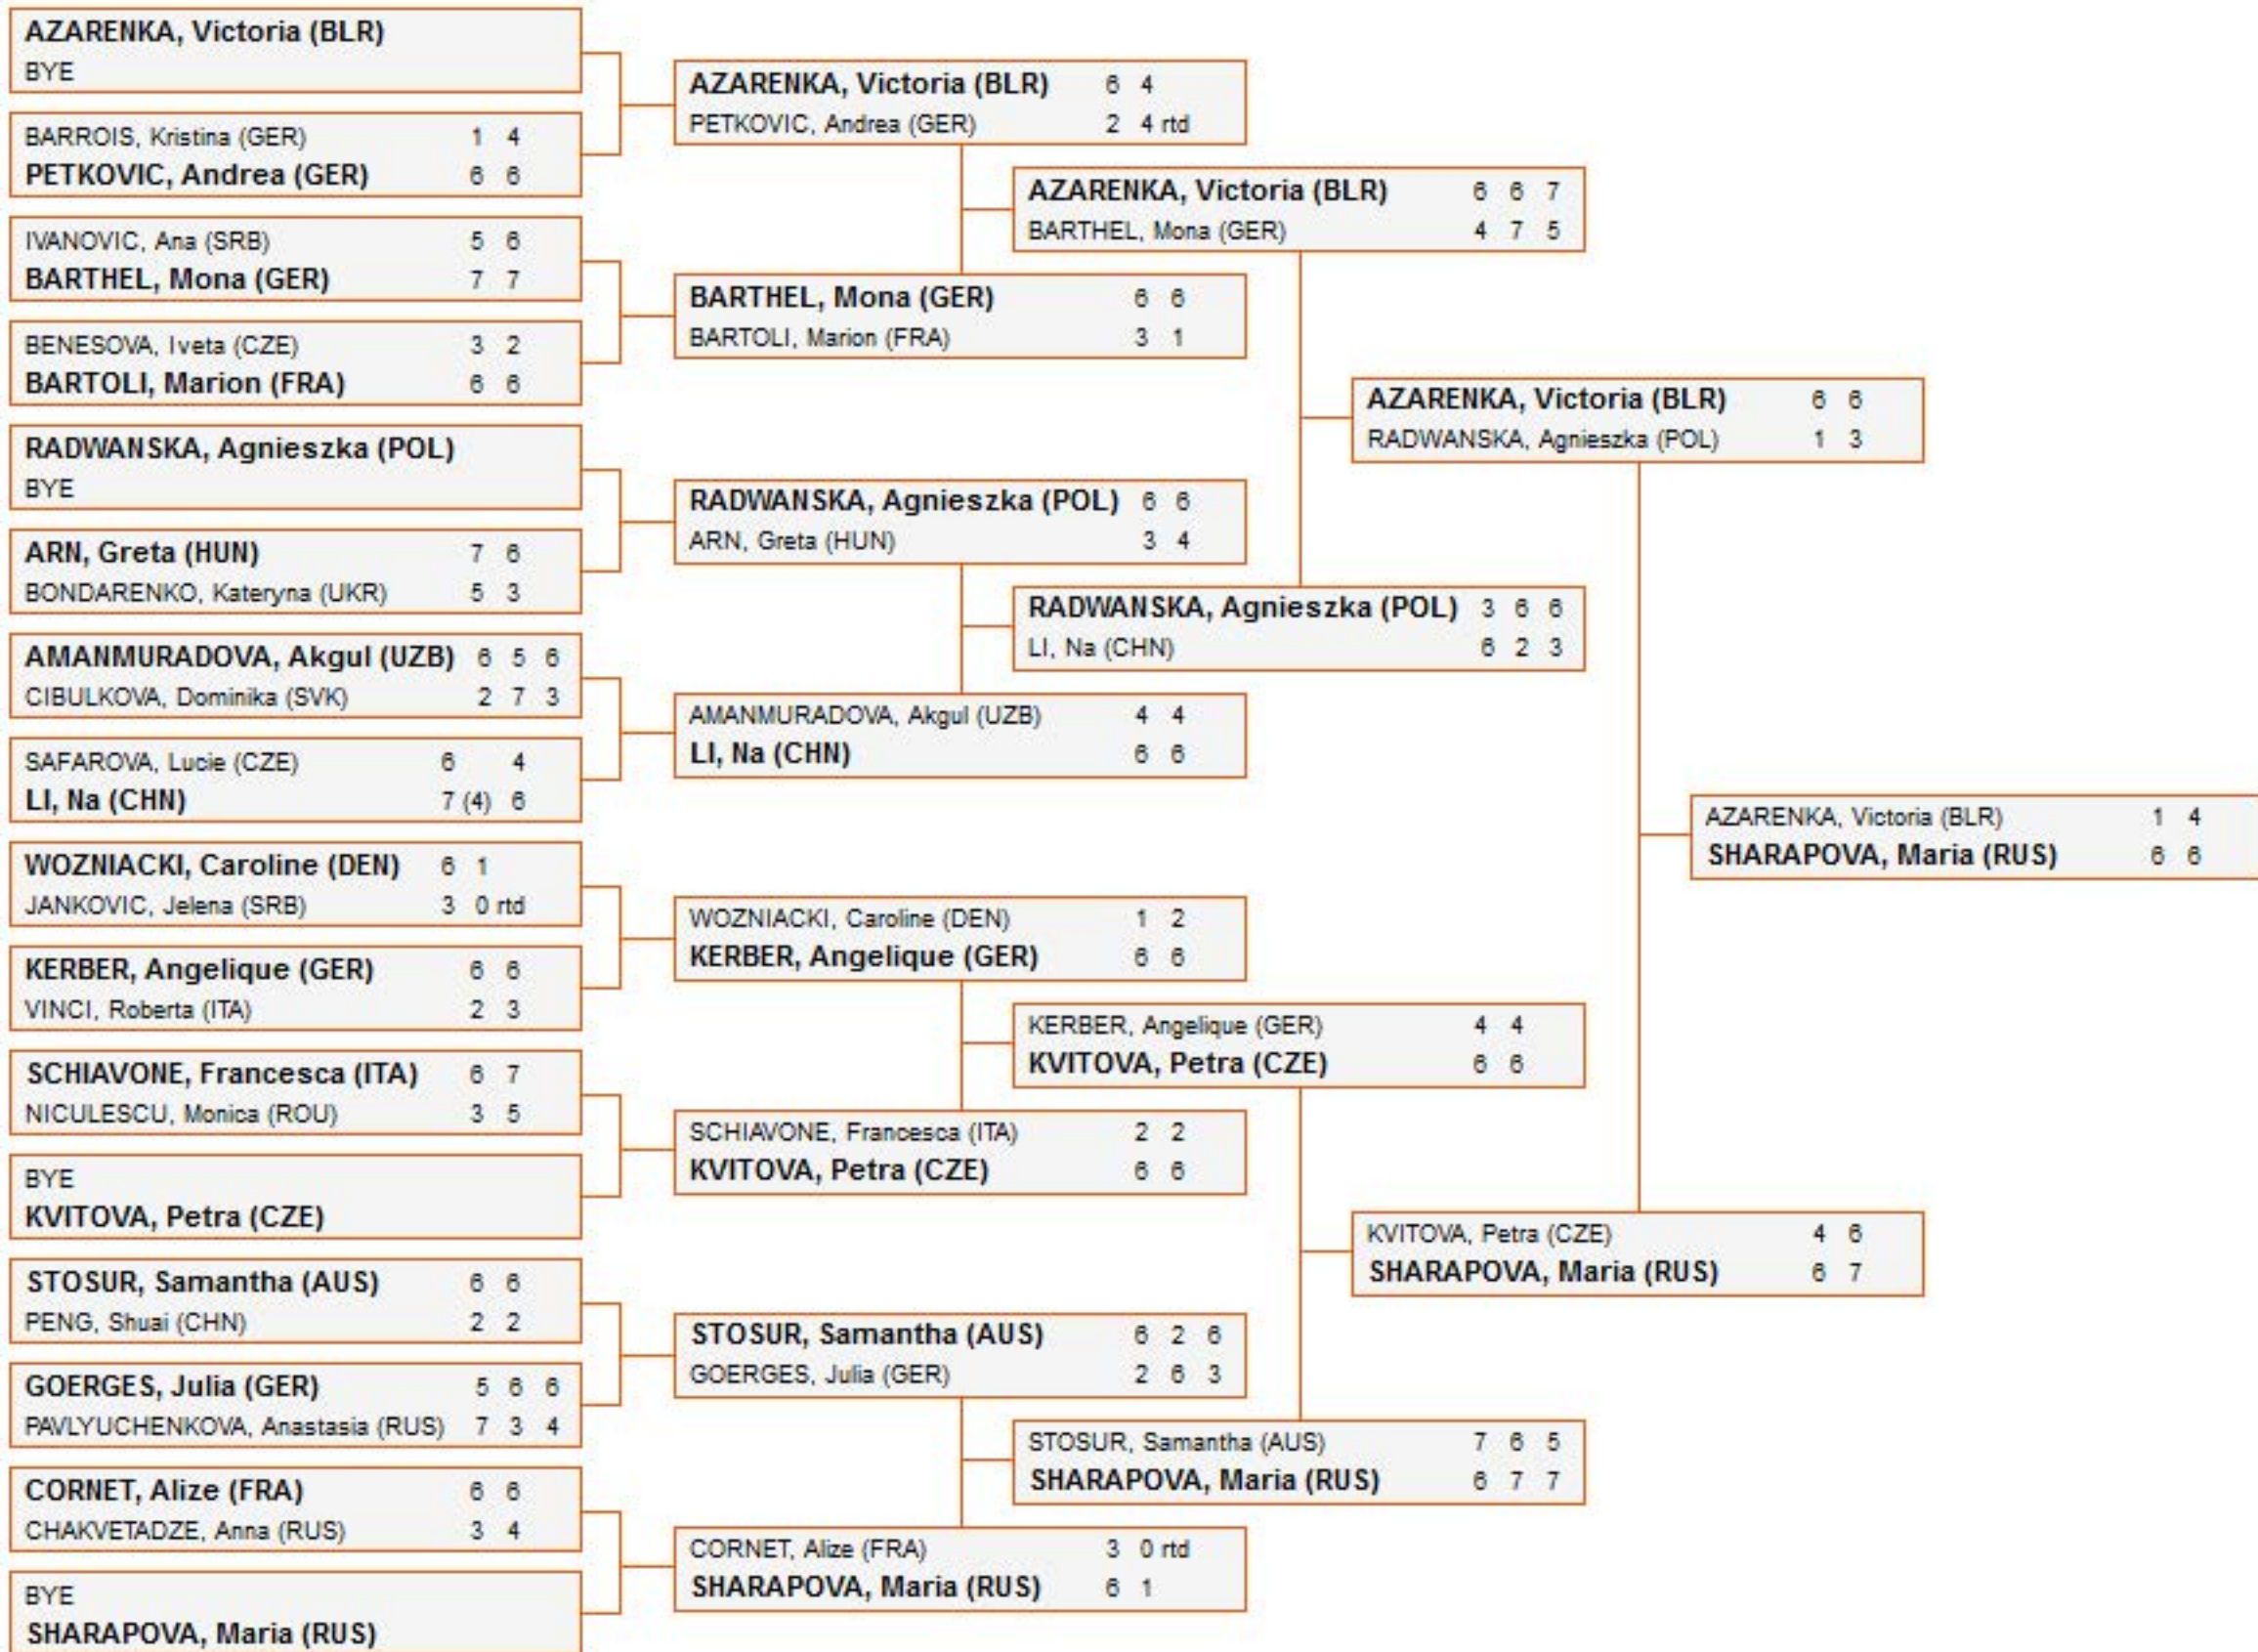 AZARENKA, Victoria (BLR)
BYE
BARROIS, Kristina (GER) 1 4
PETKOVIC, Andrea (GER) 6 6
IVANOVIC, Ana (SRB) 5 6
BARTHEL, Mona (GER) 7 7
BENESOVA, Iveta (CZE) 3 2
BARTOLI, Marion (FRA) 6 6
RADWANSKA, Agnieszka (POL)
BYE
ARN, Greta (HUN) 7 6
BONDARENKO, Kateryna (UKR) 5 3
AMANMURADOVA, Akgul (UZB) 6 5 6
CIBULKOVA, Dominika (SVK) 2 7 3
SAFAROVA, Lucie (CZE) 6 4
LI, Na (CHN) 7 (4) 6
WOZNIACKI, Caroline (DEN) 6 1
JANKOVIC, Jelena (SRB) 3 0 rtd
KERBER, Angelique (GER) 6 6
VINCI, Roberta (ITA) 2 3
SCHIAVONE, Francesca (ITA) 6 7
NICULESCU, Monica (ROU) 3 5
BYE
KVITOVA, Petra (CZE)
STOSUR, Samantha (AUS) 6 6
PENG, Shuai (CHN) 2 2
GOERGES, Julia (GER) 5 6 6
PAVLYUCHENKOVA, Anastasia (RUS) 7 3 4
CORNET, Alize (FRA) 6 6
CHAKVETADZE, Anna (RUS) 3 4
BYE
SHARAPOVA, Maria (RUS)
AZARENKA, Victoria (BLR) 6 4
PETKOVIC, Andrea (GER) 2 4 rtd
BARTHEL, Mona (GER) 6 6
BARTOLI, Marion (FRA) 3 1
RADWANSKA, Agnieszka (POL) 6 6
ARN, Greta (HUN) 3 4
AMANMURADOVA, Akgul (UZB) 4 4
LI, Na (CHN) 6 6
WOZNIACKI, Caroline (DEN) 1 2
KERBER, Angelique (GER) 6 6
SCHIAVONE, Francesca (ITA) 2 2
KVITOVA, Petra (CZE) 6 6
STOSUR, Samantha (AUS) 6 2 6
GOERGES, Julia (GER) 2 6 3
CORNET, Alize (FRA) 3 0 rtd
SHARAPOVA, Maria (RUS) 6 1
AZARENKA, Victoria (BLR) 6 6 7
BARTHEL, Mona (GER) 4 7 5
RADWANSKA, Agnieszka (POL) 3 6 6
LI, Na (CHN) 6 2 3
KERBER, Angelique (GER) 4 4
KVITOVA, Petra (CZE) 6 6
STOSUR, Samantha (AUS) 7 6 5
SHARAPOVA, Maria (RUS) 6 7 7
AZARENKA, Victoria (BLR) 6 6
RADWANSKA, Agnieszka (POL) 1 3
KVITOVA, Petra (CZE) 4 6
SHARAPOVA, Maria (RUS) 6 7
AZARENKA, Victoria (BLR) 1 4
SHARAPOVA, Maria (RUS) 6 6